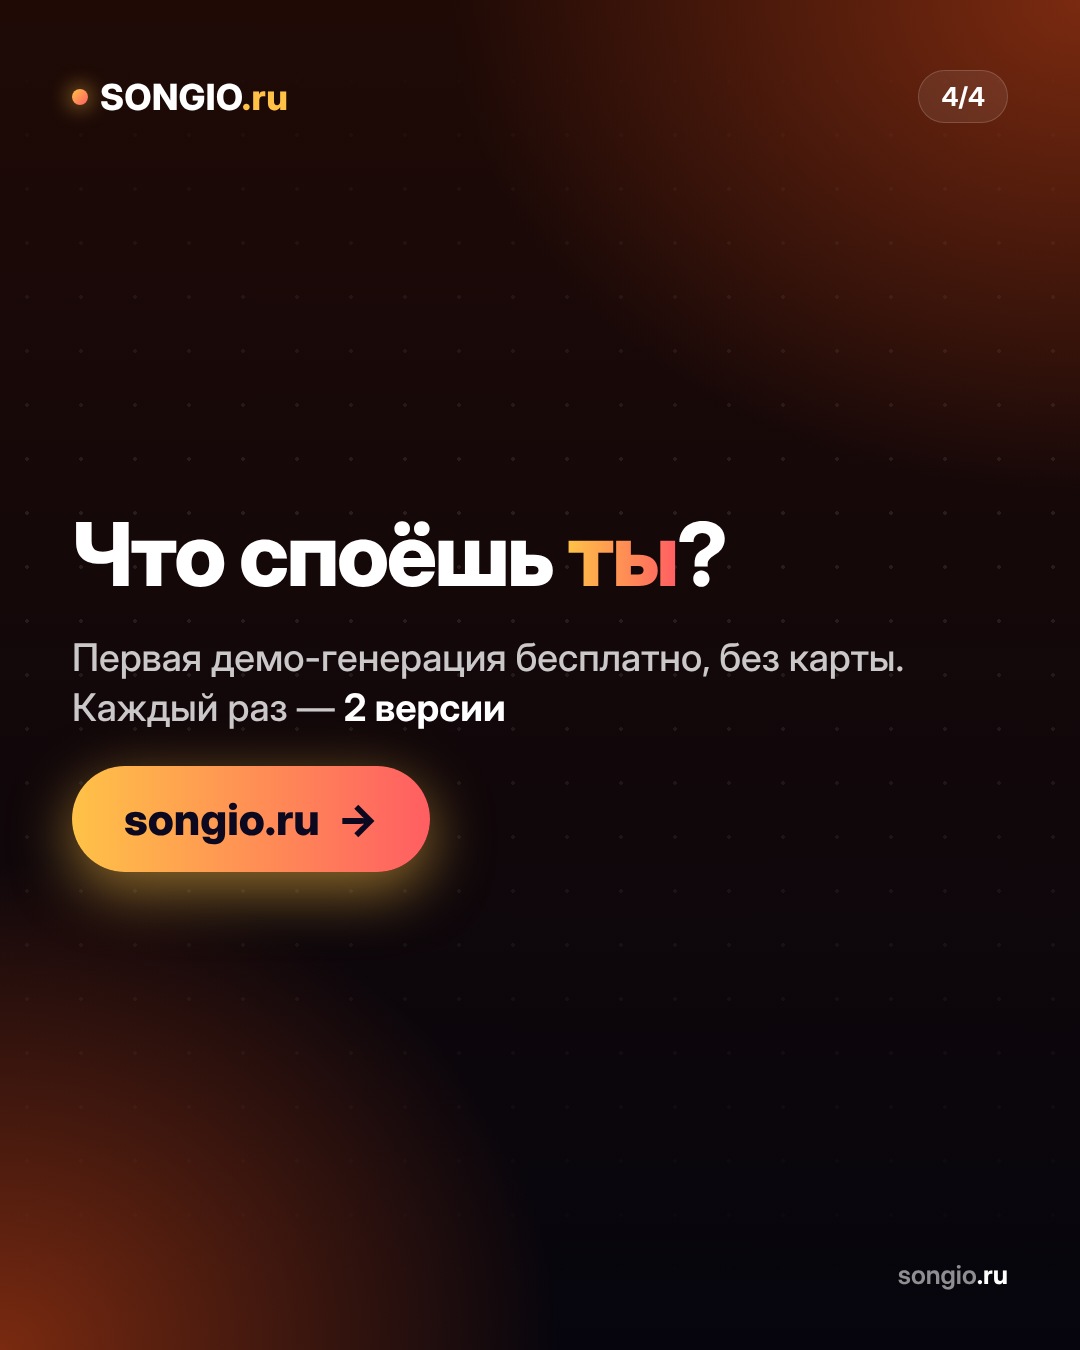 SONGIO.ru
4/4
Что споёшь ты?
Первая демо-генерация бесплатно, без карты.
Каждый раз — 2 версии
songio.ru →
songio.ru